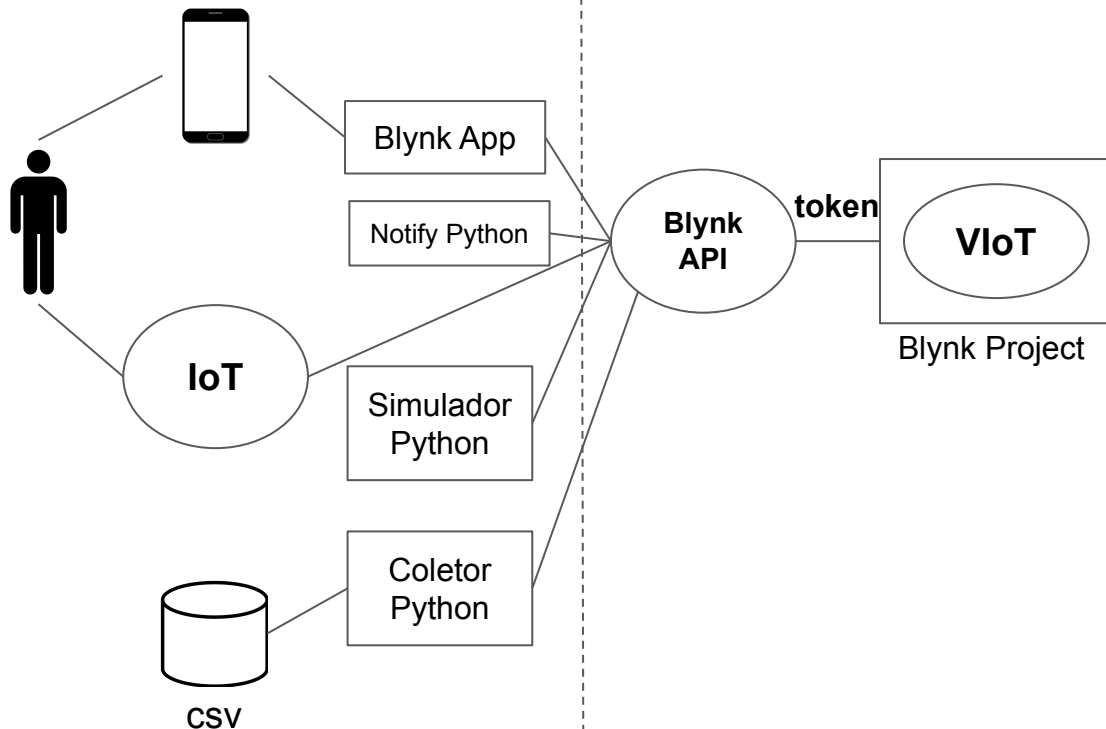 Blynk App
Notify Python
Blynk
API
token
VIoT
Blynk Project
IoT
Simulador
Python
Coletor
Python
csv